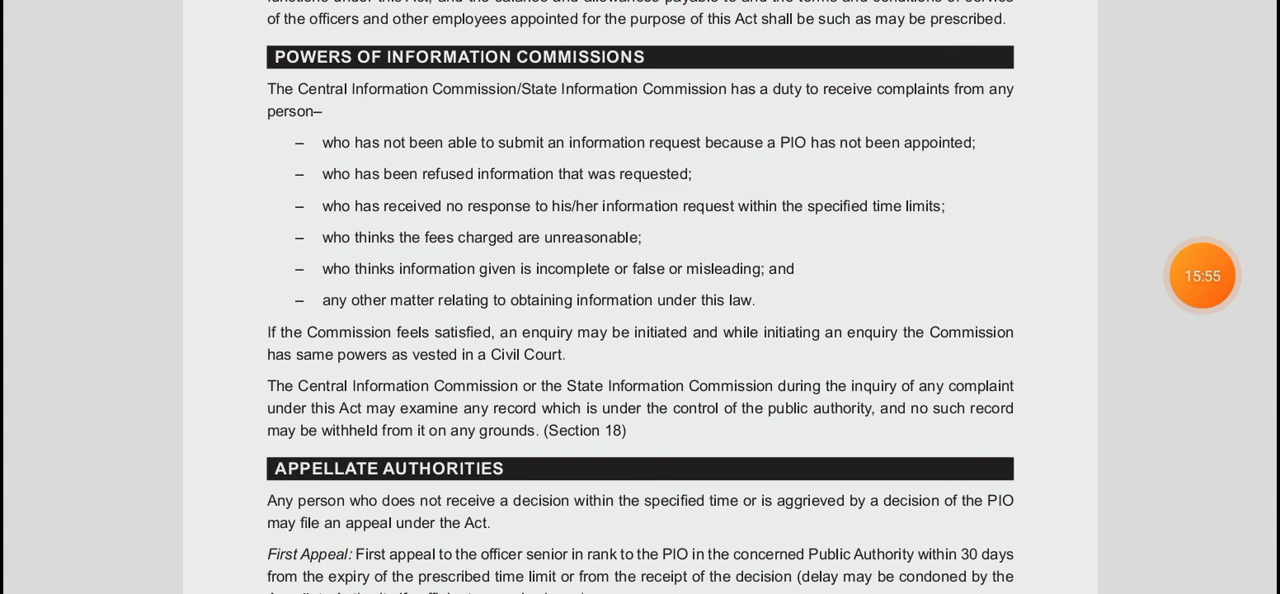 of the officers and other employees appointed for the purpose of this Act shall be such as may be prescribed.
POWERS OF INFORMATION COMMISSIONS
The Central Information Commission/State Information Commission has a duty to receive complaints from any
person–
– who has not been able to submit an information request because a PIO has not been appointed;
– who has been refused information that was requested;
– who has received no response to his/her information request within the specified time limits;
– who thinks the fees charged are unreasonable;
– who thinks information given is incomplete or false or misleading; and
– any other matter relating to obtaining information under this law.
15:55
If the Commission feels satisfied, an enquiry may be initiated and while initiating an enquiry the Commission
has same powers as vested in a Civil Court.
The Central Information Commission or the State Information Commission during the inquiry of any complaint
under this Act may examine any record which is under the control of the public authority, and no such record
may be withheld from it on any grounds. (Section 18)
APPELLATE AUTHORITIES
Any person who does not receive a decision within the specified time or is aggrieved by a decision of the PIO
may file an appeal under the Act.
First Appeal: First appeal to the officer senior in rank to the PIO in the concerned Public Authority within 30 days
from the expiry of the prescribed time limit or from the receipt of the decision (delay may be condoned by the